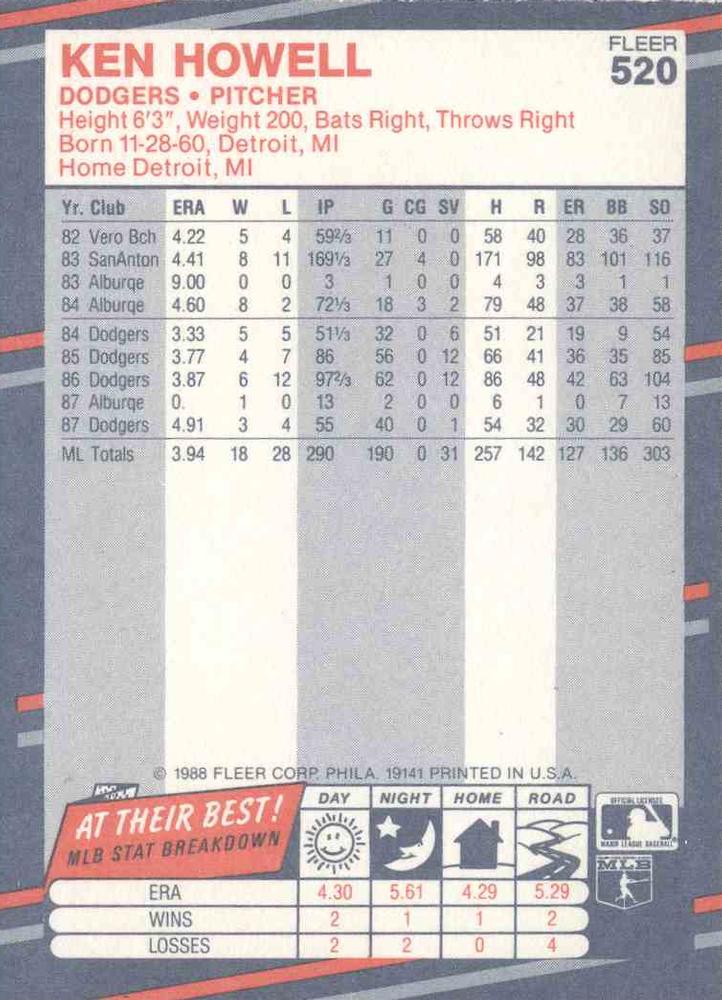 KEN HOWELL
FLEER
520
DODGERS • PITCHER
Height 6'3", Weight 200, Bats Right, Throws Right
Born 11-28-60, Detroit, MI
Home Detroit, MI
Yr. Club ERA W L IP G CG SV H R ER BB SO
82 Vero Bch 4.22 5 4 59⅔ 11 0 0 58 40 28 36 37
83 SanAnton 4.41 8 11 169⅓ 27 4 0 171 98 83 101 116
83 Alburqe 9.00 0 0 3 1 0 0 4 3 3 1 1
84 Alburqe 4.60 8 2 72⅓ 18 3 2 79 48 37 38 58
84 Dodgers 3.33 5 5 51⅓ 32 0 6 51 21 19 9 54
85 Dodgers 3.77 4 7 86 56 0 12 66 41 36 35 85
86 Dodgers 3.87 6 12 97⅔ 62 0 12 86 48 42 63 104
87 Alburqe 0. 1 0 13 2 0 0 6 1 0 7 13
87 Dodgers 4.91 3 4 55 40 0 1 54 32 30 29 60
ML Totals 3.94 18 28 290 190 0 31 257 142 127 136 303
© 1988 FLEER CORP. PHILA. 19141 PRINTED IN U.S.A.
AT THEIR BEST!
MLB STAT BREAKDOWN
DAY NIGHT HOME ROAD
OFFICIAL LICENSEE
MAJOR LEAGUE BASEBALL
MLB
ERA 4.30 5.61 4.29 5.29
WINS 2 1 1 2
LOSSES 2 2 0 4